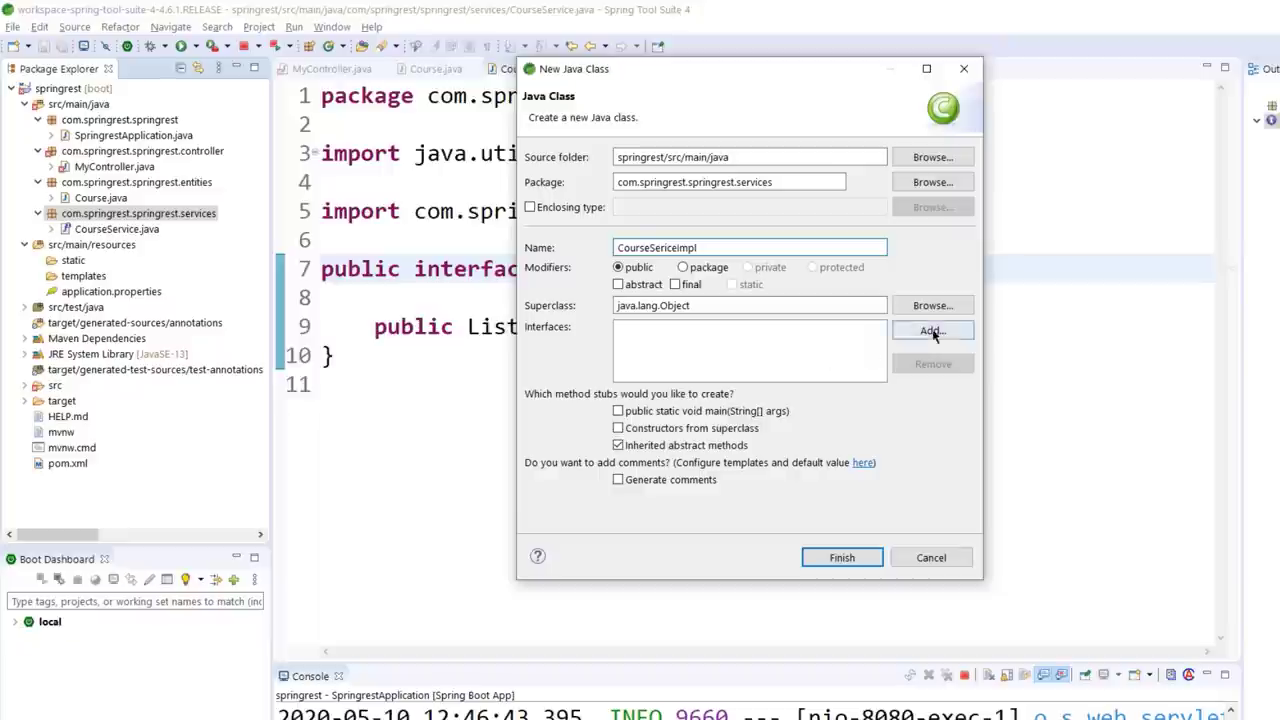 workspace-spring-tool-suite-4-4.6.1.RELEASE - springrest/src/main/java/com/springrest/springrest/services/CourseService.java - Spring Tool Suite 4
File Edit Source Refactor Navigate Search Project Run Window Help
Package Explorer
MyController.java
Course.java
Cou
Out
springrest [boot]
src/main/java
com.springrest.springrest
SpringrestApplication.java
com.springrest.springrest.controller
MyController.java
com.springrest.springrest.entities
Course.java
com.springrest.springrest.services
CourseService.java
src/main/resources
static
templates
application.properties
src/test/java
target/generated-sources/annotations
Maven Dependencies
JRE System Library [JavaSE-13]
target/generated-test-sources/test-annotations
src
target
HELP.md
mvnw
mvnw.cmd
pom.xml
1 package com.spr
2
3 import java.uti
4
5 import com.spri
6
7 public interfac
8
9 public List
10 }
11
New Java Class
Java Class
Create a new Java class.
Source folder: springrest/src/main/java Browse...
Package: com.springrest.springrest.services Browse...
Enclosing type: Browse...
Name: CourseSericeImpl
Modifiers: public package private protected
abstract final static
Superclass: java.lang.Object Browse...
Interfaces: Add...
Remove
Which method stubs would you like to create?
public static void main(String[] args)
Constructors from superclass
Inherited abstract methods
Do you want to add comments? (Configure templates and default value here)
Generate comments
Finish Cancel
Boot Dashboard
Type tags, projects, or working set names to match (inc
local
Console
springrest - SpringrestApplication [Spring Boot App]
2020-05-10 12:46:43.395 INFO 9660 --- [nio-8080-exec-1] o.s.web.servlet